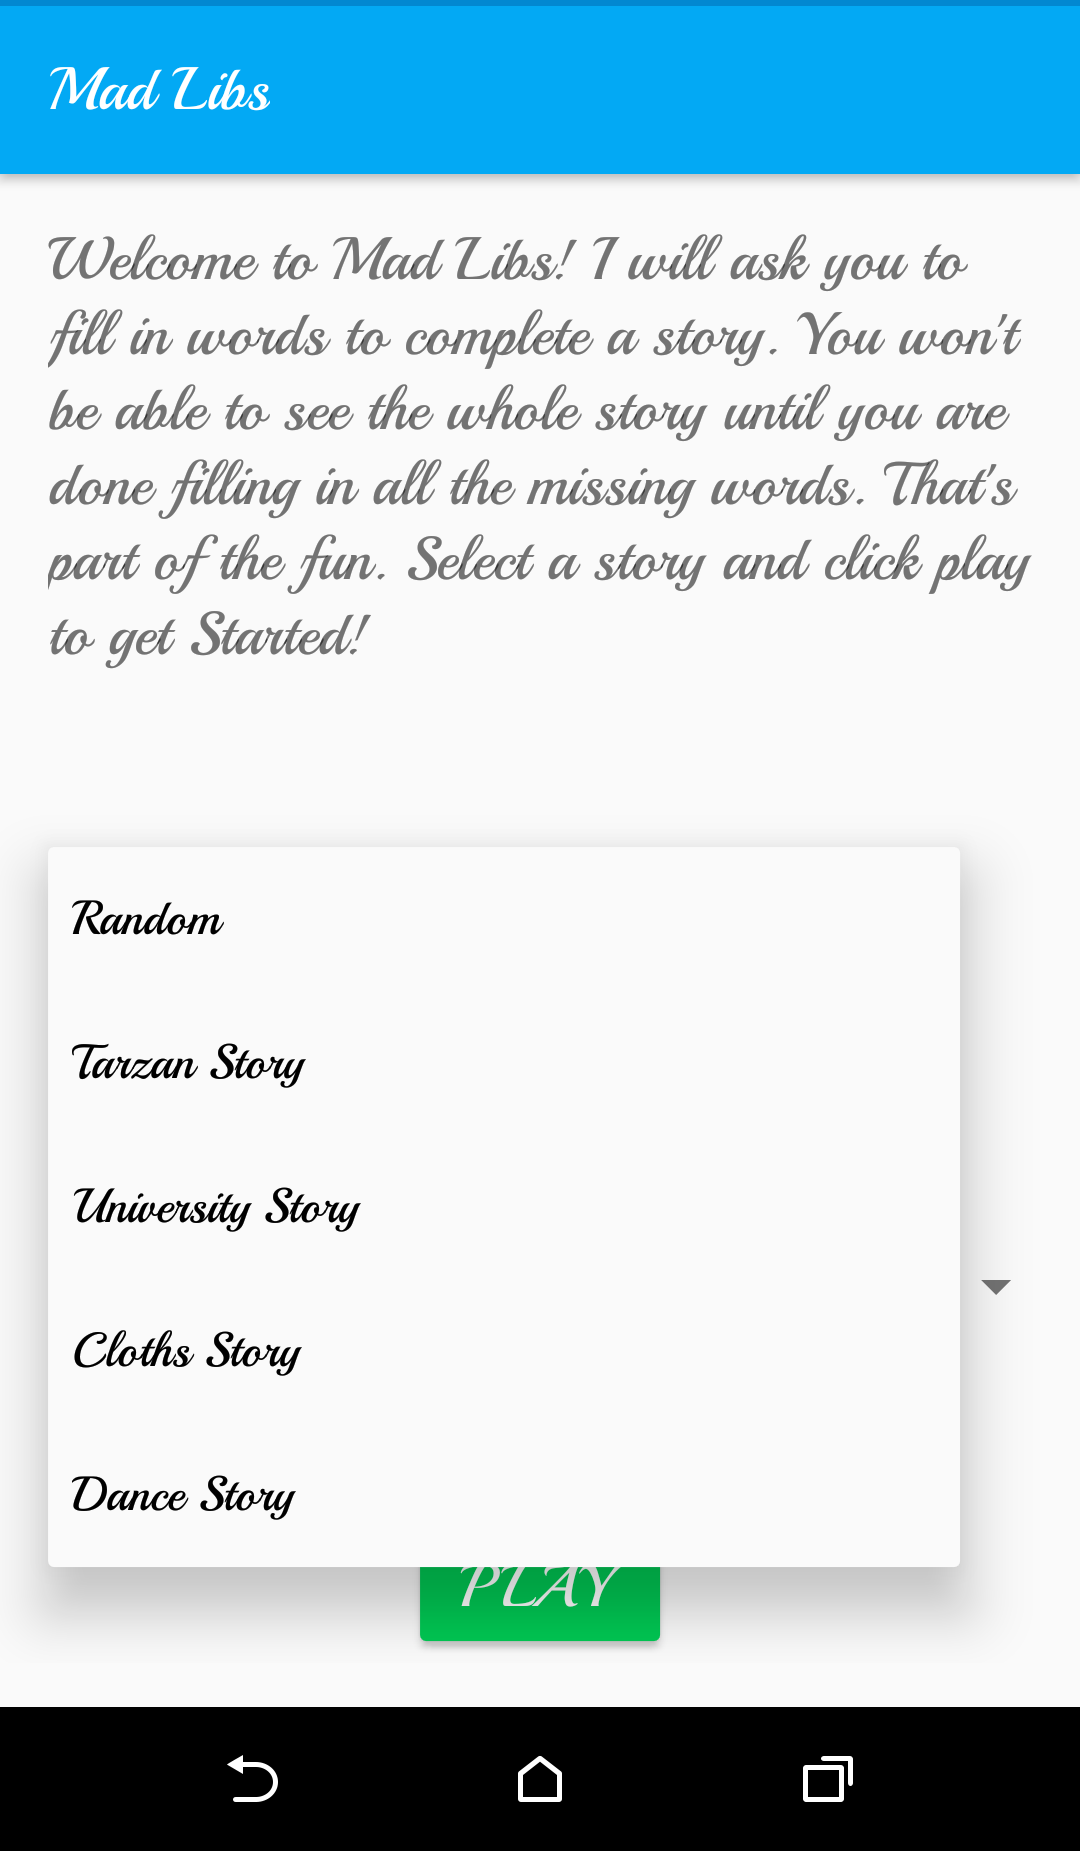 Mad Libs
Welcome to Mad Libs! I will ask you to
fill in words to complete a story. You won't
be able to see the whole story until you are
done filling in all the missing words. That's
part of the fun. Select a story and click play
to get Started!
Random
Tarzan Story
University Story
Cloths Story
Dance Story
PLAY